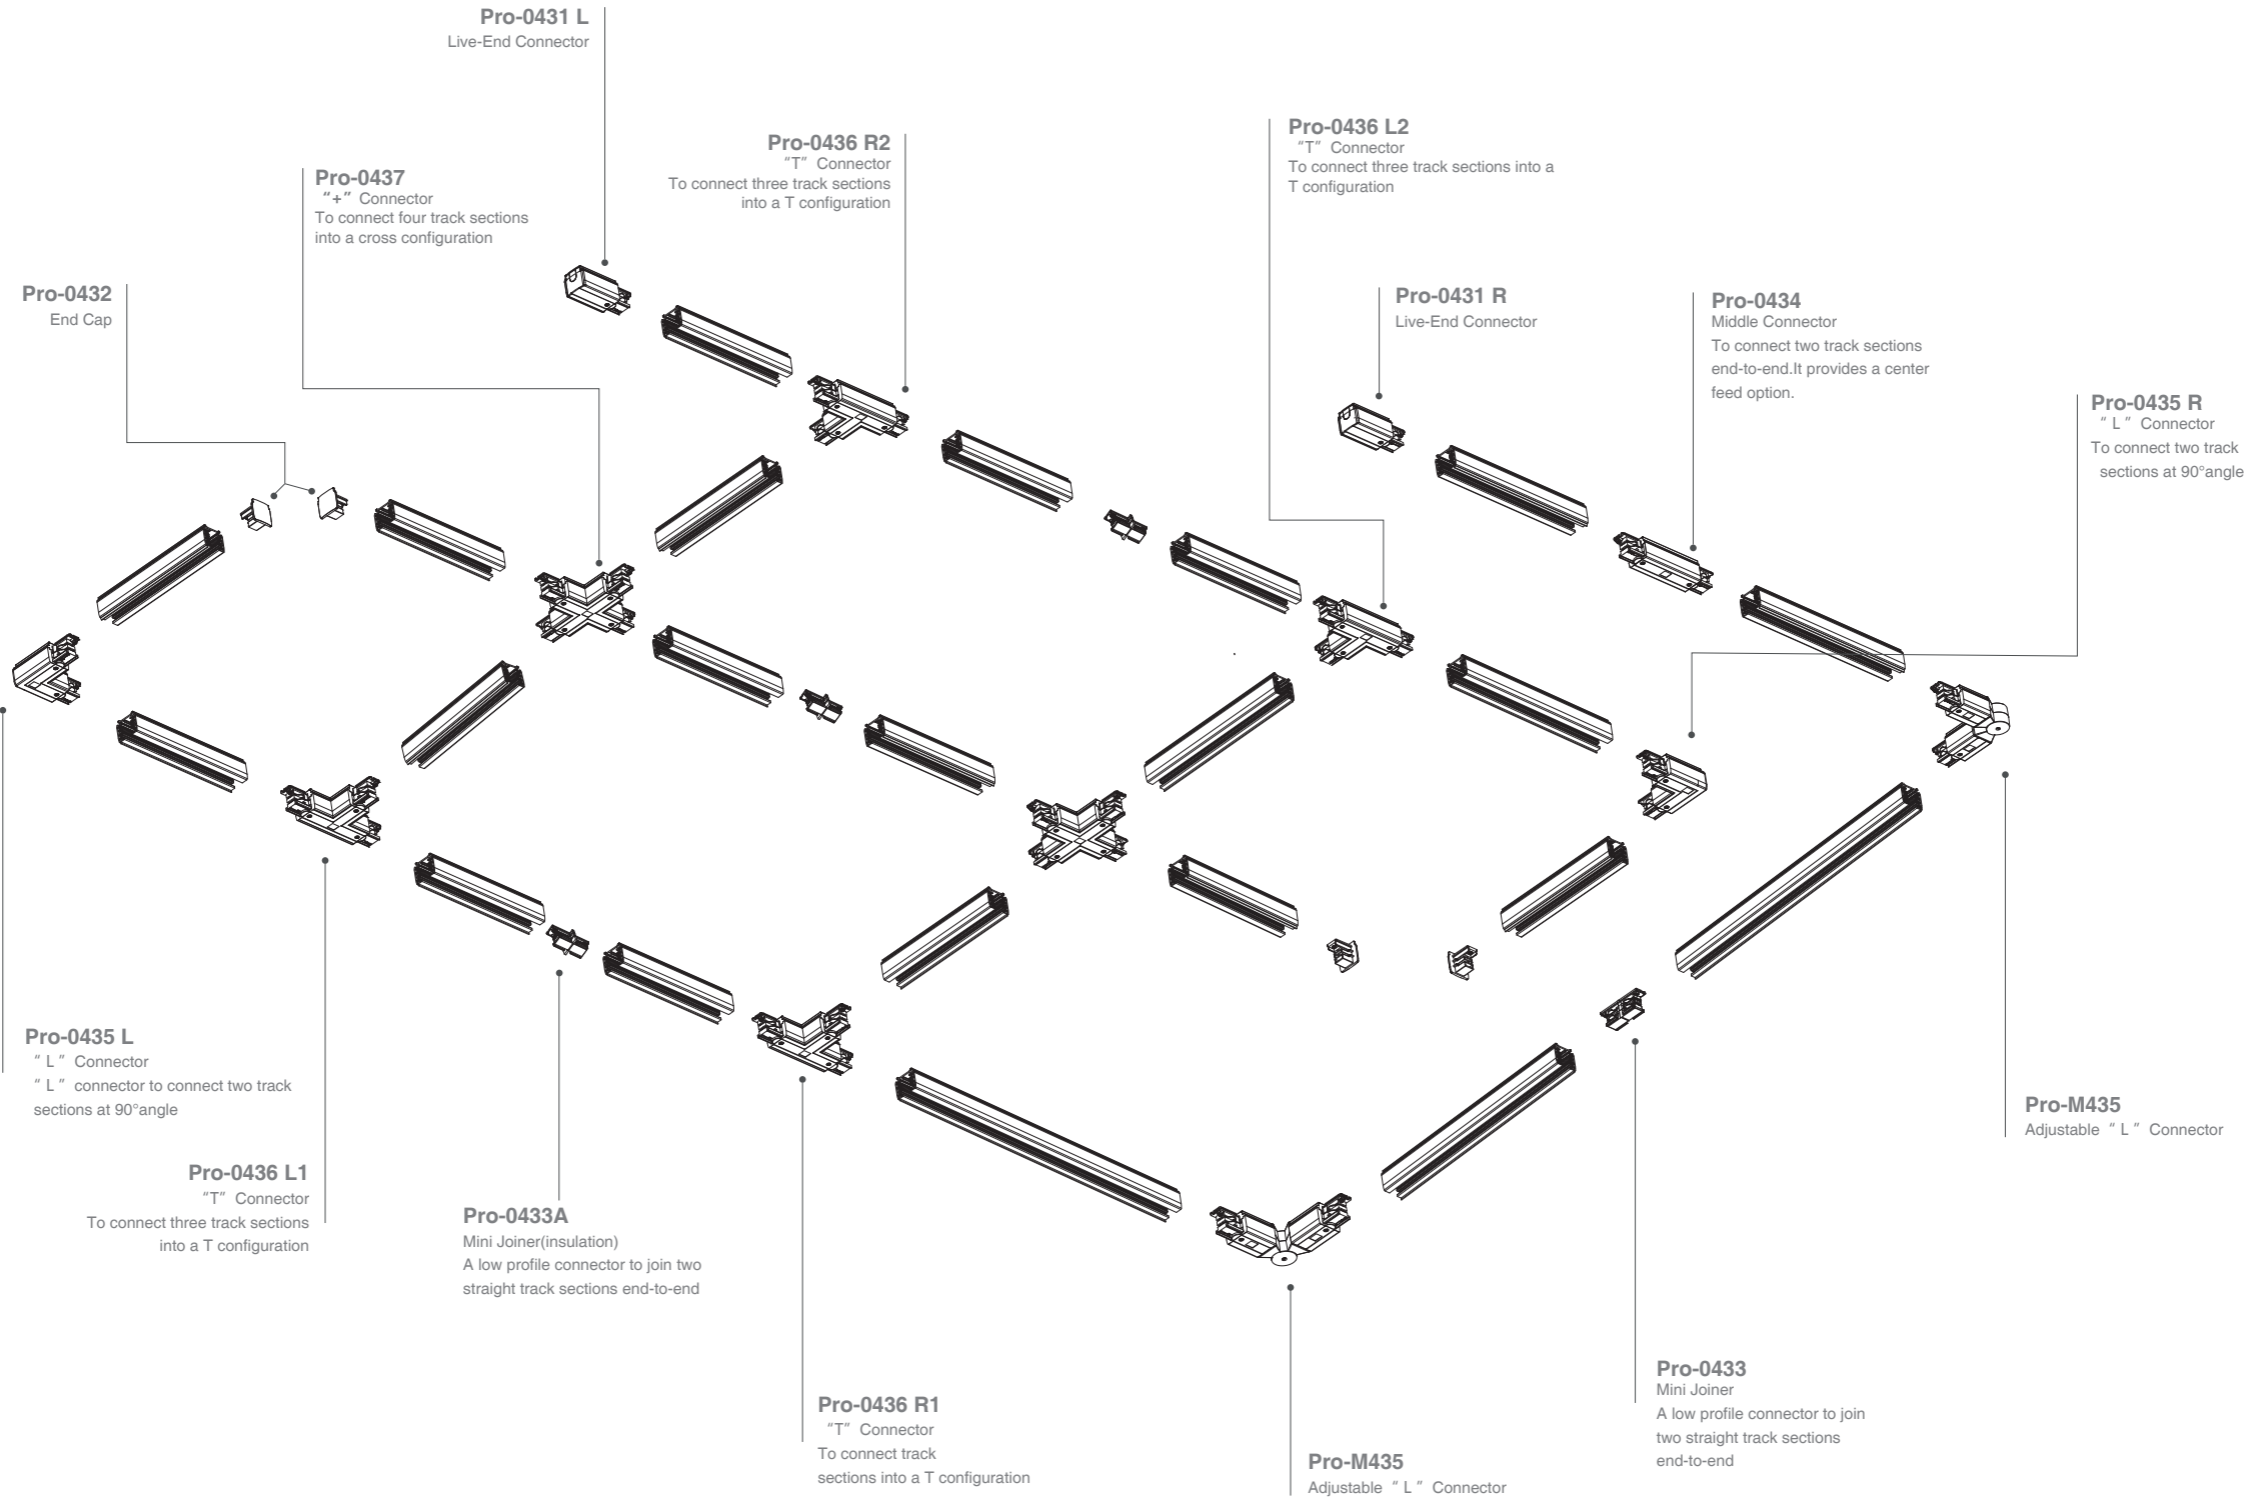 Pro-0431 L
Live-End Connector
Pro-0436 R2
“T” Connector
To connect three track sections
into a T configuration
Pro-0436 L2
“T” Connector
To connect three track sections into a
T configuration
Pro-0437
“+” Connector
To connect four track sections
into a cross configuration
Pro-0432
End Cap
Pro-0431 R
Live-End Connector
Pro-0434
Middle Connector
To connect two track sections
end-to-end.It provides a center
feed option.
Pro-0435 R
“ L ” Connector
To connect two track
sections at 90°angle
Pro-0435 L
“ L ” Connector
“ L ” connector to connect two track
sections at 90°angle
Pro-0436 L1
“T” Connector
To connect three track sections
into a T configuration
Pro-0433A
Mini Joiner(insulation)
A low profile connector to join two
straight track sections end-to-end
Pro-M435
Adjustable “ L ” Connector
Pro-0436 R1
“T” Connector
To connect track
sections into a T configuration
Pro-0433
Mini Joiner
A low profile connector to join
two straight track sections
end-to-end
Pro-M435
Adjustable “ L ” Connector